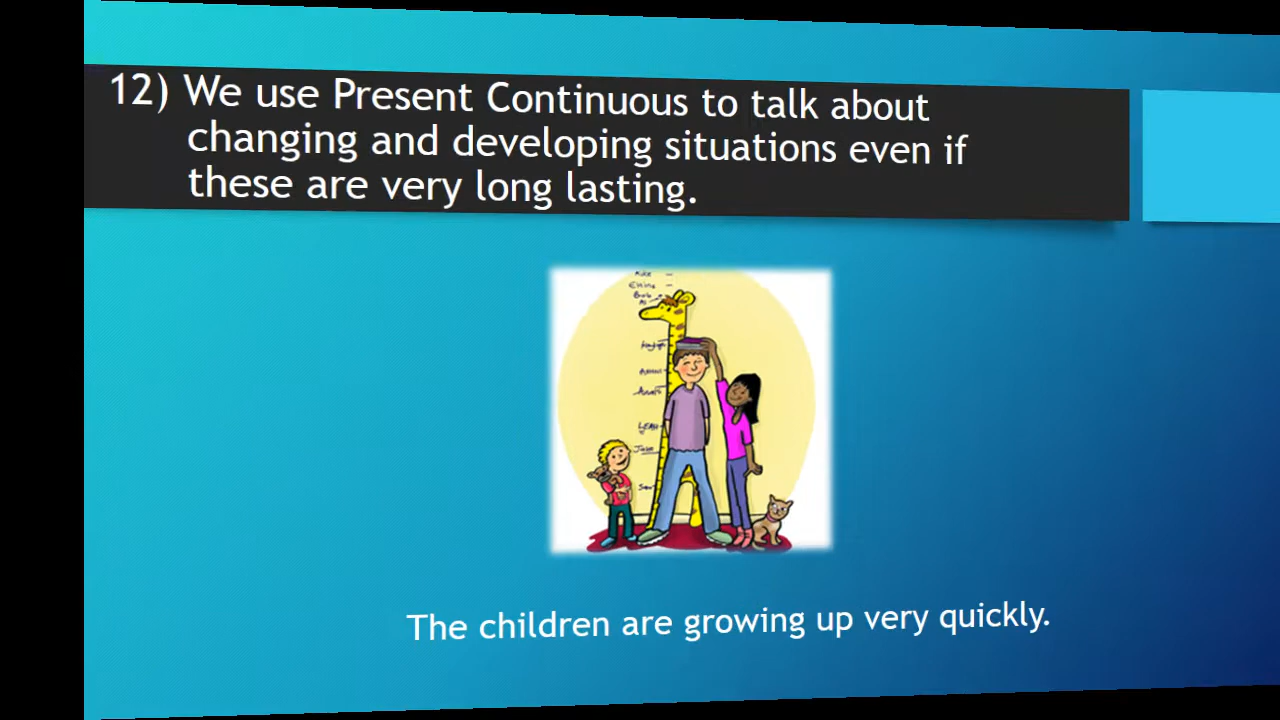 12) We use Present Continuous to talk about
changing and developing situations even if
these are very long lasting.
LEAH
The children are growing up very quickly.